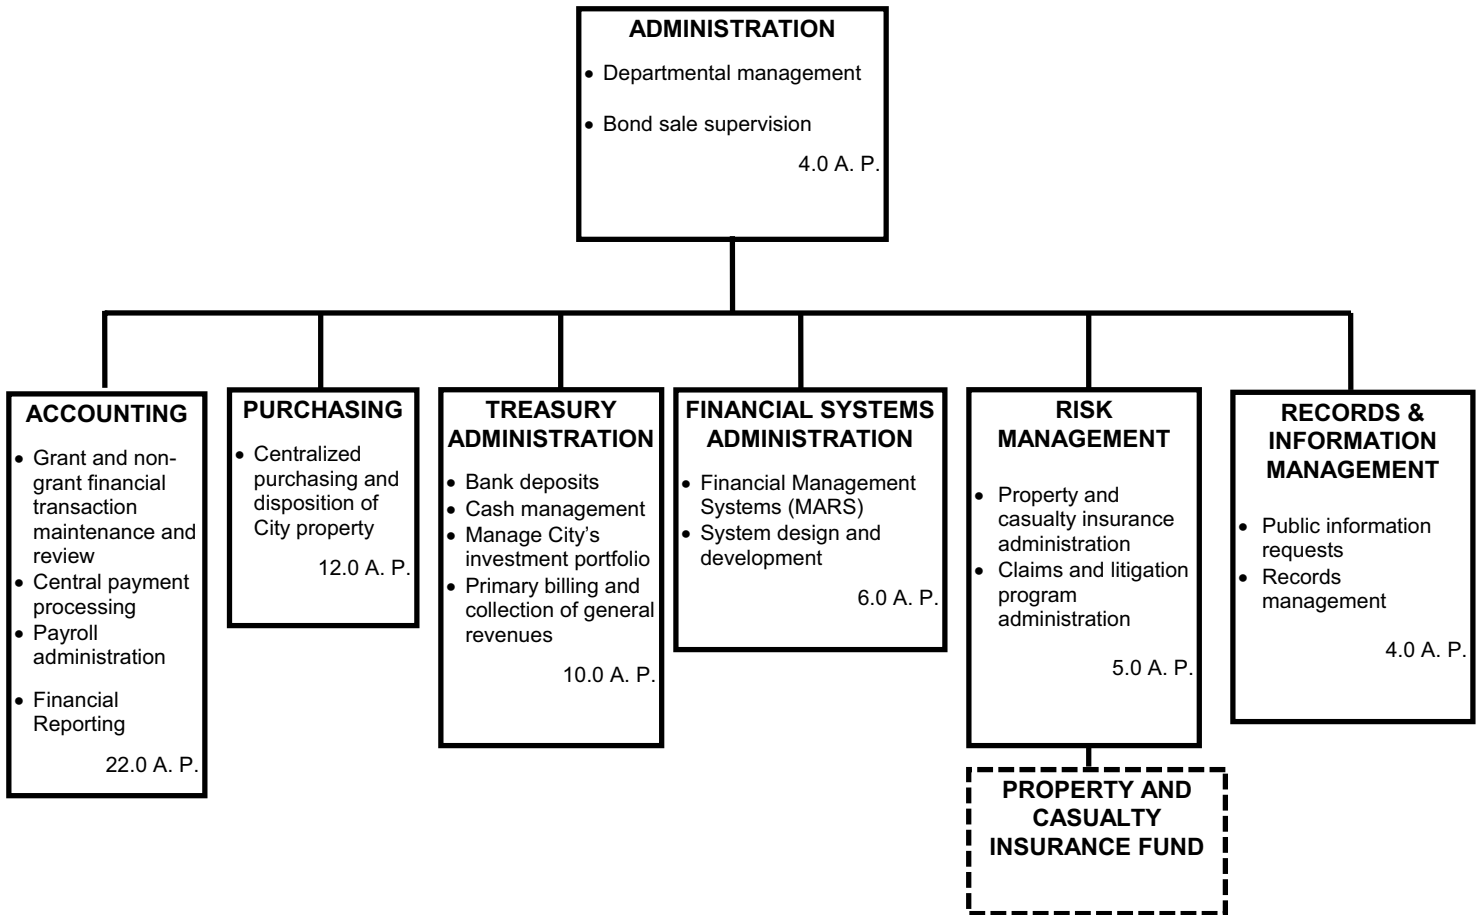 ADMINISTRATION
• Departmental management
• Bond sale supervision
4.0 A. P.
ACCOUNTING
• Grant and non-
grant financial
transaction
maintenance and
review
• Central payment
processing
• Payroll
administration
• Financial
Reporting
22.0 A. P.
PURCHASING
• Centralized
purchasing and
disposition of
City property
12.0 A. P.
TREASURY
ADMINISTRATION
• Bank deposits
• Cash management
• Manage City’s
investment portfolio
• Primary billing and
collection of general
revenues
10.0 A. P.
FINANCIAL SYSTEMS
ADMINISTRATION
• Financial Management
Systems (MARS)
• System design and
development
6.0 A. P.
RISK
MANAGEMENT
• Property and
casualty insurance
administration
• Claims and litigation
program
administration
5.0 A. P.
PROPERTY AND
CASUALTY
INSURANCE FUND
RECORDS &
INFORMATION
MANAGEMENT
• Public information
requests
• Records
management
4.0 A. P.